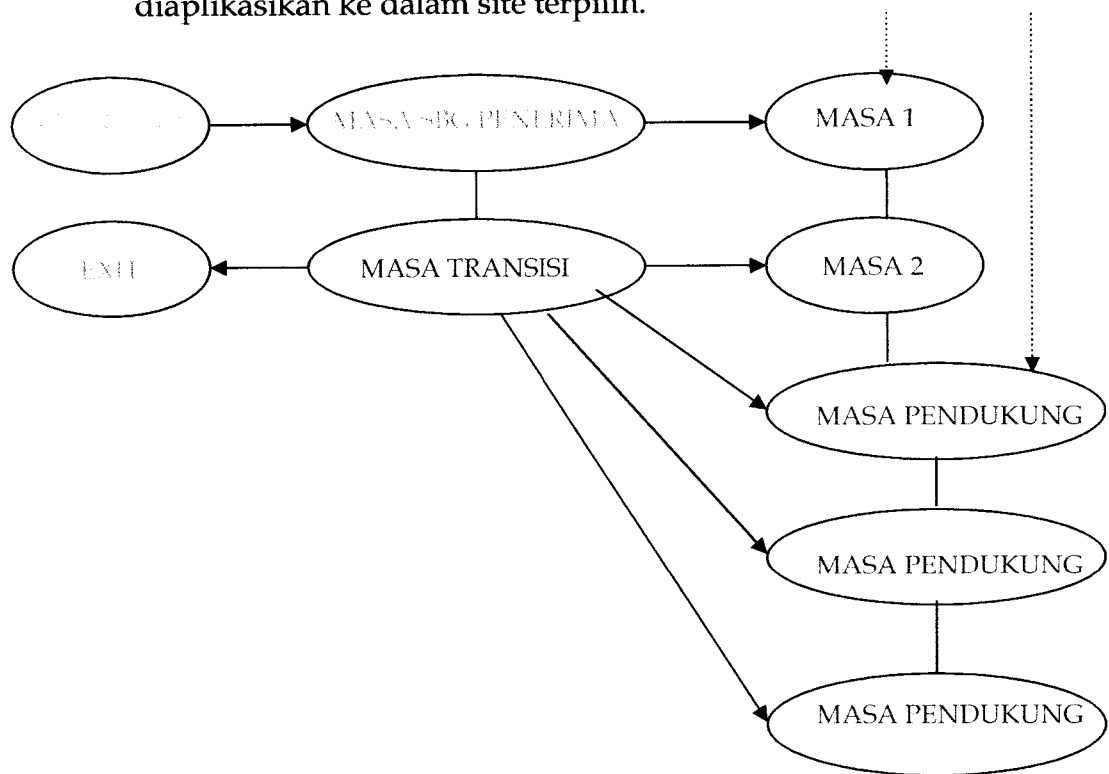 diaplikasikan ke dalam site terpilih.
MASA SBG PENERIMA
MASA 1
EXIT
MASA TRANSISI
MASA 2
MASA PENDUKUNG
MASA PENDUKUNG
MASA PENDUKUNG